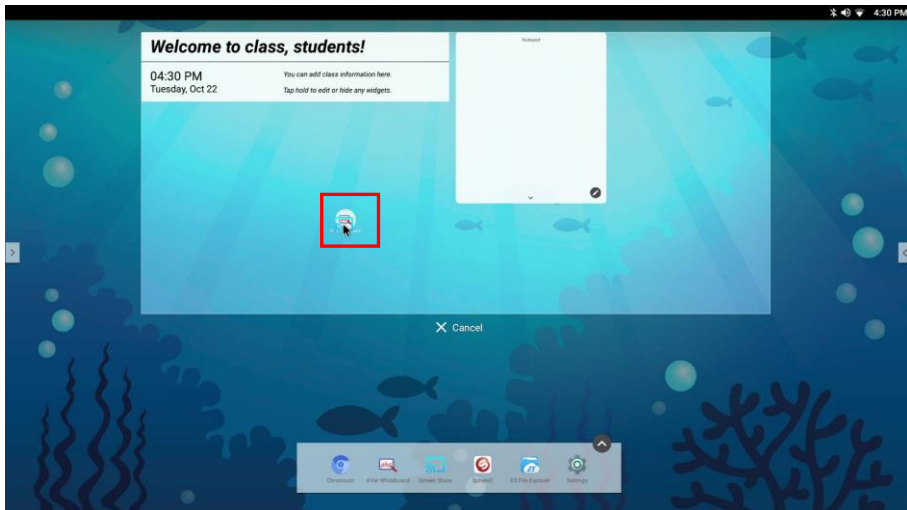 4:30 PM
Welcome to class, students!
04:30 PM
Tuesday, Oct 22
You can add class information here.
Tap hold to edit or hide any widgets.
Notepad
Cancel
Chromium
Note Whiteboard
Screen Share
Sphere2
ES File Explorer
Settings